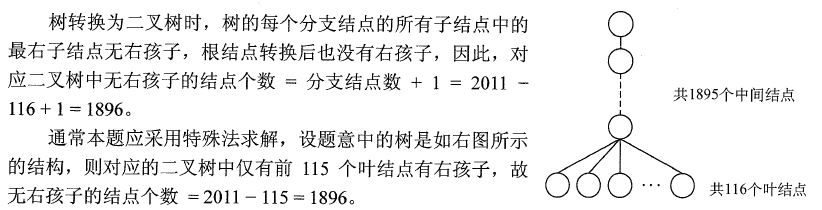 树转换为二叉树时，树的每个分支结点的所有子结点中的
最右子结点无右孩子，根结点转换后也没有右孩子，因此，对
应二叉树中无右孩子的结点个数 = 分支结点数 + 1 = 2011 −
116 + 1 = 1896。
通常本题应采用特殊法求解，设题意中的树是如右图所示
的结构，则对应的二叉树中仅有前 115 个叶结点有右孩子，故
无右孩子的结点个数 = 2011 − 115 = 1896。
共1895个中间结点
···
共116个叶结点